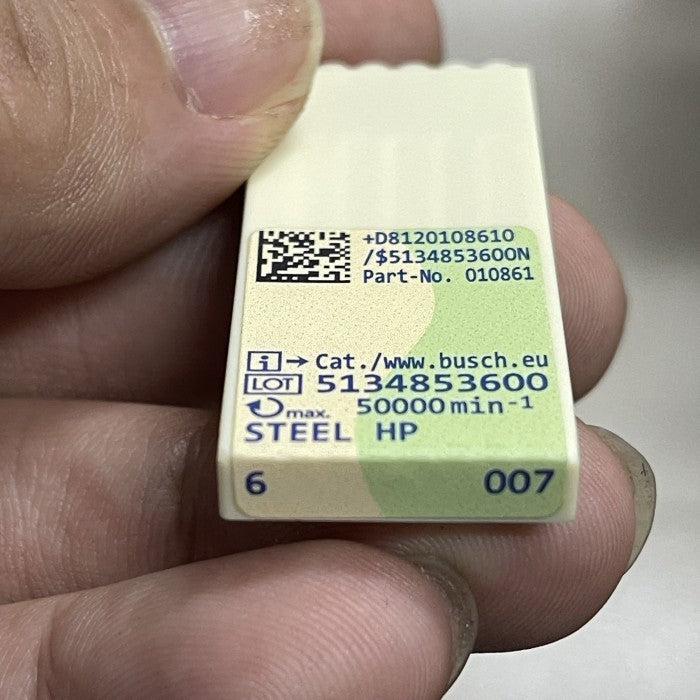 +D8120108610
/$5134853600N
Part-No. 010861
i → Cat./www.busch.eu
LOT 5134853600
max. 50000 min-1
STEEL HP
6 007